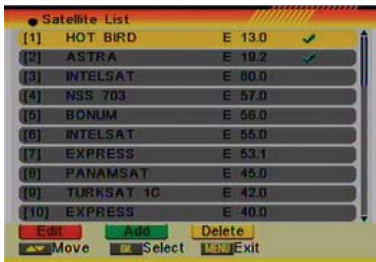 Satellite List
[1] HOT BIRD E 13.0
[2] ASTRA E 19.2
[3] INTELSAT E 60.0
[4] NSS 703 E 57.0
[5] BONUM E 56.0
[6] INTELSAT E 55.0
[7] EXPRESS E 53.1
[8] PANAMSAT E 45.0
[9] TURKSAT 1C E 42.0
[10] EXPRESS E 40.0
Edit Add Delete
Move OK Select MENU Exit